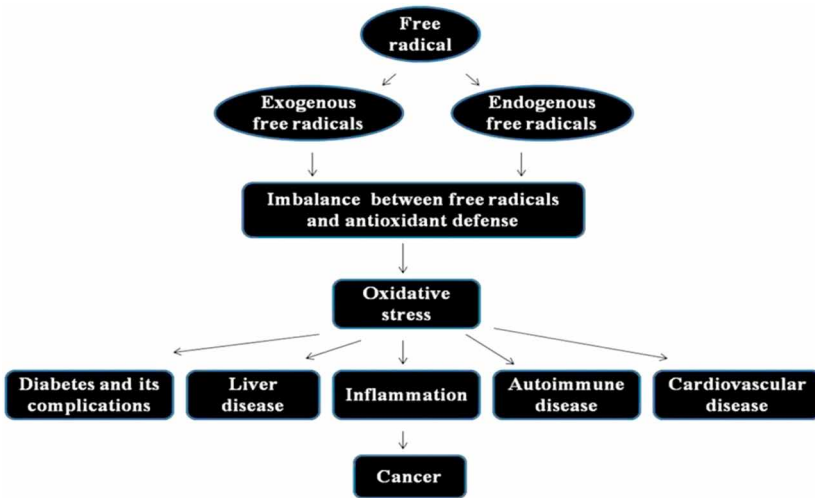 Free
radical
Exogenous
free radicals
Endogenous
free radicals
Imbalance between free radicals
and antioxidant defense
Oxidative
stress
Diabetes and its
complications
Liver
disease
Inflammation
Autoimmune
disease
Cardiovascular
disease
Cancer